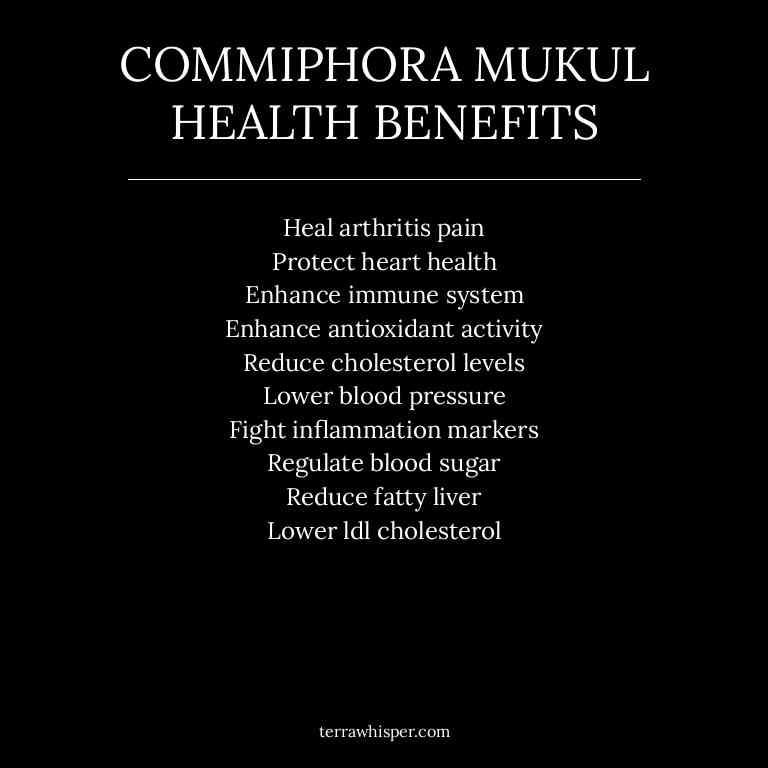 COMMIPHORA MUKUL
HEALTH BENEFITS
Heal arthritis pain
Protect heart health
Enhance immune system
Enhance antioxidant activity
Reduce cholesterol levels
Lower blood pressure
Fight inflammation markers
Regulate blood sugar
Reduce fatty liver
Lower ldl cholesterol
terrawhisper.com